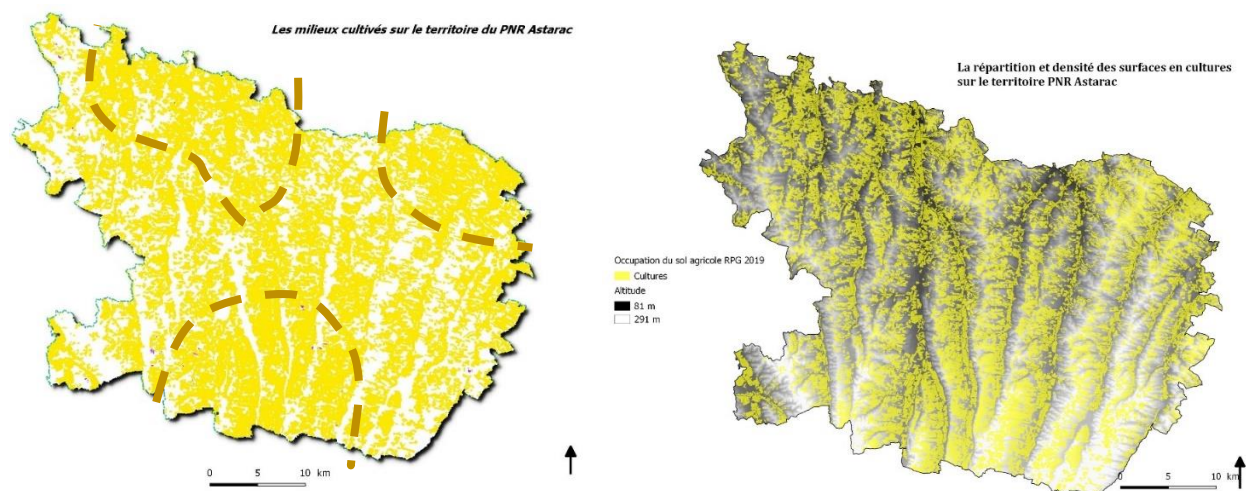 Les milieux cultivés sur le territoire du PNR Astarac
0 5 10 km
La répartition et densité des surfaces en cultures
sur le territoire PNR Astarac
Occupation du sol agricole RPG 2019
Cultures
Altitude
81 m
291 m
0 5 10 km